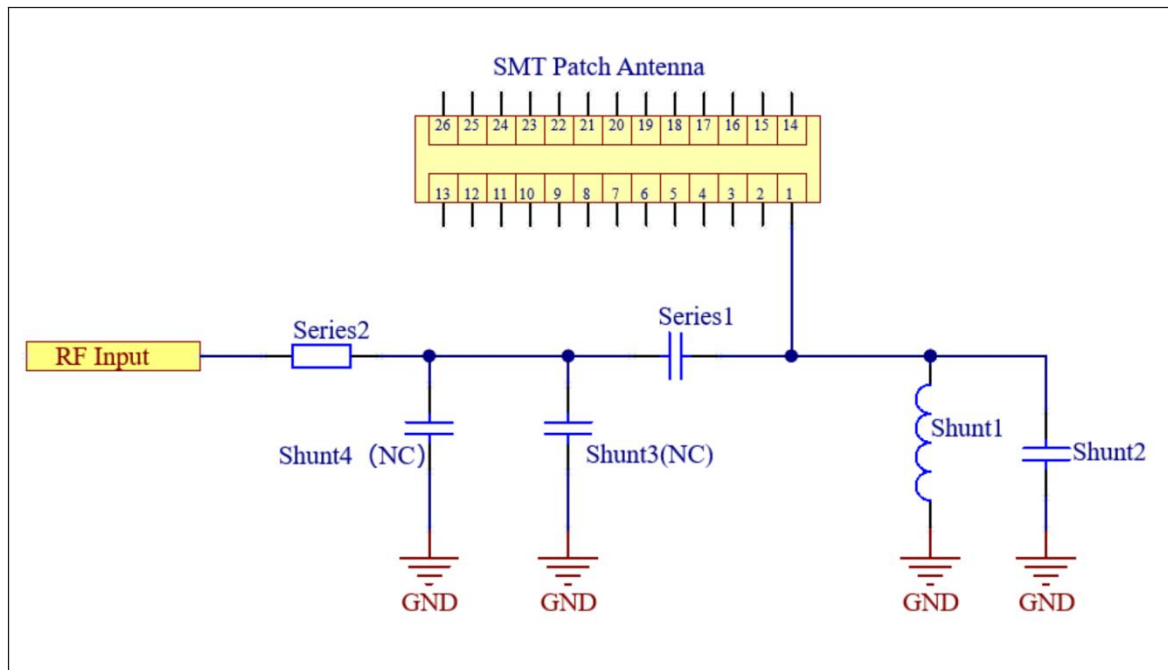 SMT Patch Antenna
26 25 24 23 22 21 20 19 18 17 16 15 14
13 12 11 10 9 8 7 6 5 4 3 2 1
Series2
Series1
RF Input
Shunt4（NC）
Shunt3(NC)
Shunt1
Shunt2
GND
GND
GND
GND